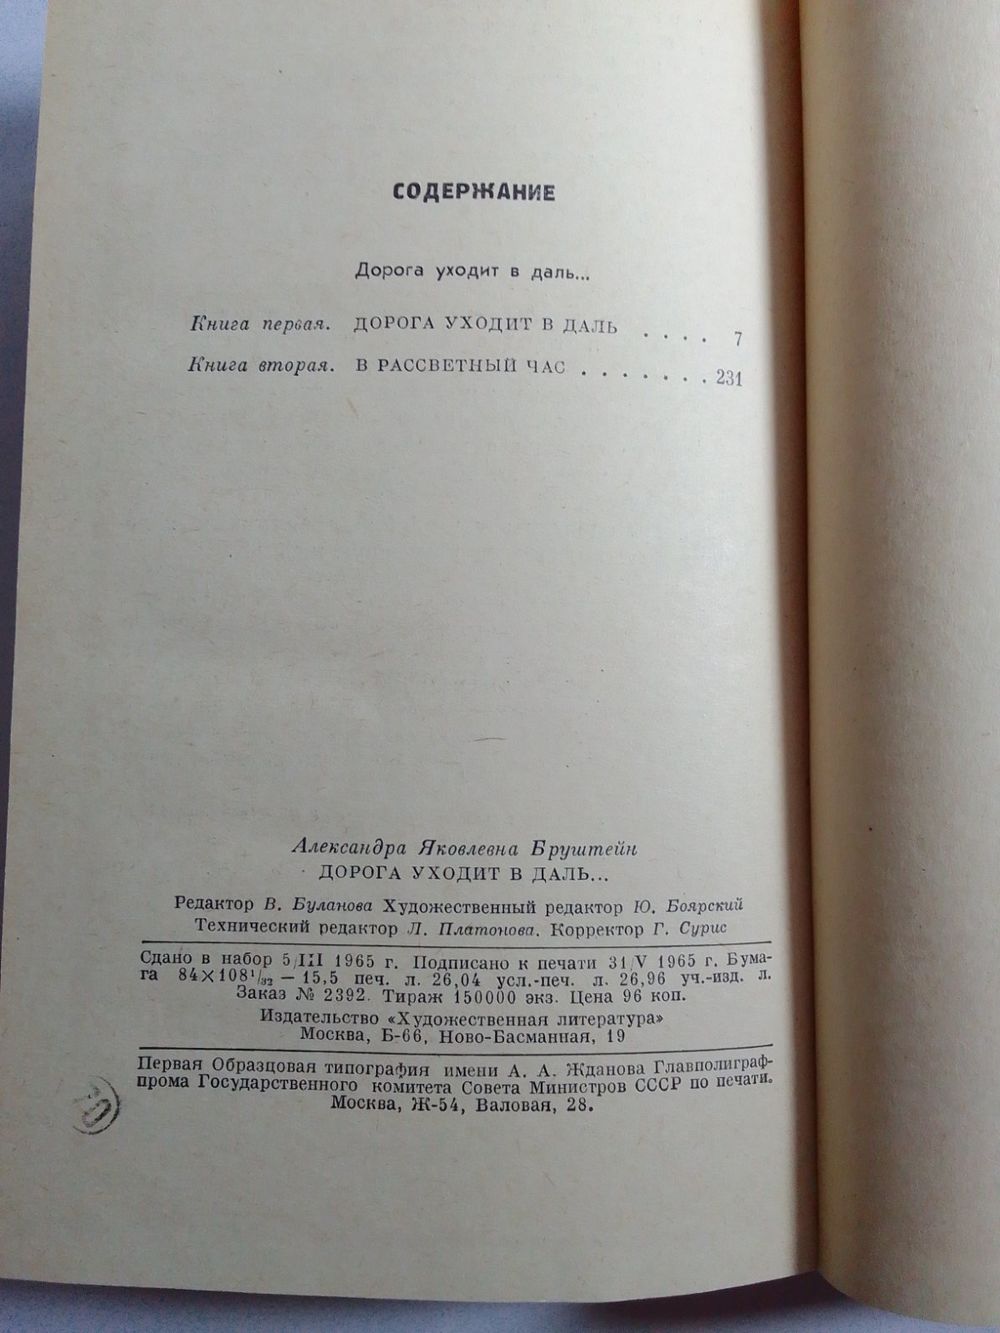 СОДЕРЖАНИЕ
Дорога уходит в даль...
Книга первая. ДОРОГА УХОДИТ В ДАЛЬ . . . . 7
Книга вторая. В РАССВЕТНЫЙ ЧАС . . . . . . . 231
Александра Яковлевна Бруштейн
ДОРОГА УХОДИТ В ДАЛЬ...
Редактор В. Буланова Художественный редактор Ю. Боярский
Технический редактор Л. Платонова. Корректор Г. Сурис
Сдано в набор 5/III 1965 г. Подписано к печати 31/V 1965 г. Бума-
га 84×108 1/32 — 15,5 печ. л. 26,04 усл.-печ. л. 26,96 уч.-изд. л.
Заказ № 2392. Тираж 150000 экз. Цена 96 коп.
Издательство «Художественная литература»
Москва, Б-66, Ново-Басманная, 19
Первая Образцовая типография имени А. А. Жданова Главполиграф-
прома Государственного комитета Совета Министров СССР по печати.
Москва, Ж-54, Валовая, 28.